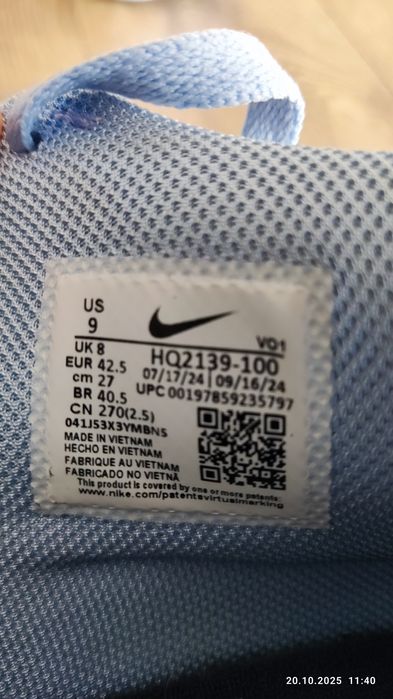 US
9
VQ1
UK 8
EUR 42.5
cm 27
BR 40.5
CN 270(2.5)
041J53X3YMBNS
HQ2139-100
07/17/24 | 09/16/24
UPC 00197859235797
MADE IN VIETNAM
HECHO EN VIETNAM
FABRIQUE AU VIETNAM
FABRICADO NO VIETNÃ
This product is covered by one or more patents:
www.nike.com/patentsvirtualmarking
20.10.2025 11:40